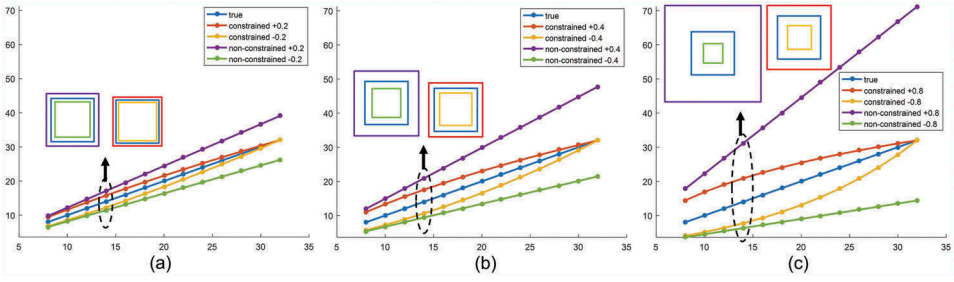 70
60
50
40
30
20
10
5
10
15
20
25
30
35
true
constrained +0.2
constrained -0.2
non-constrained +0.2
non-constrained -0.2
(a)
70
60
50
40
30
20
10
5
10
15
20
25
30
35
true
constrained +0.4
constrained -0.4
non-constrained +0.4
non-constrained -0.4
(b)
70
60
50
40
30
20
10
5
10
15
20
25
30
35
true
constrained +0.8
constrained -0.8
non-constrained +0.8
non-constrained -0.8
(c)